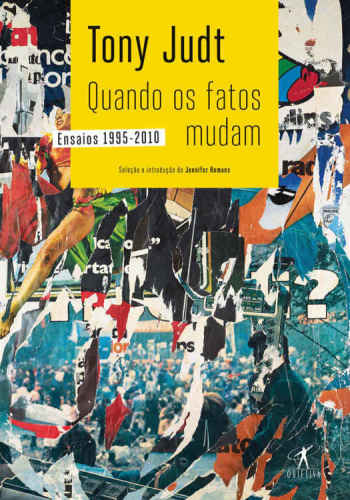 Tony Judt
Quando os fatos
mudam
Ensaios 1995-2010
Seleção e introdução de Jennifer Homans
?
OBJETIVA